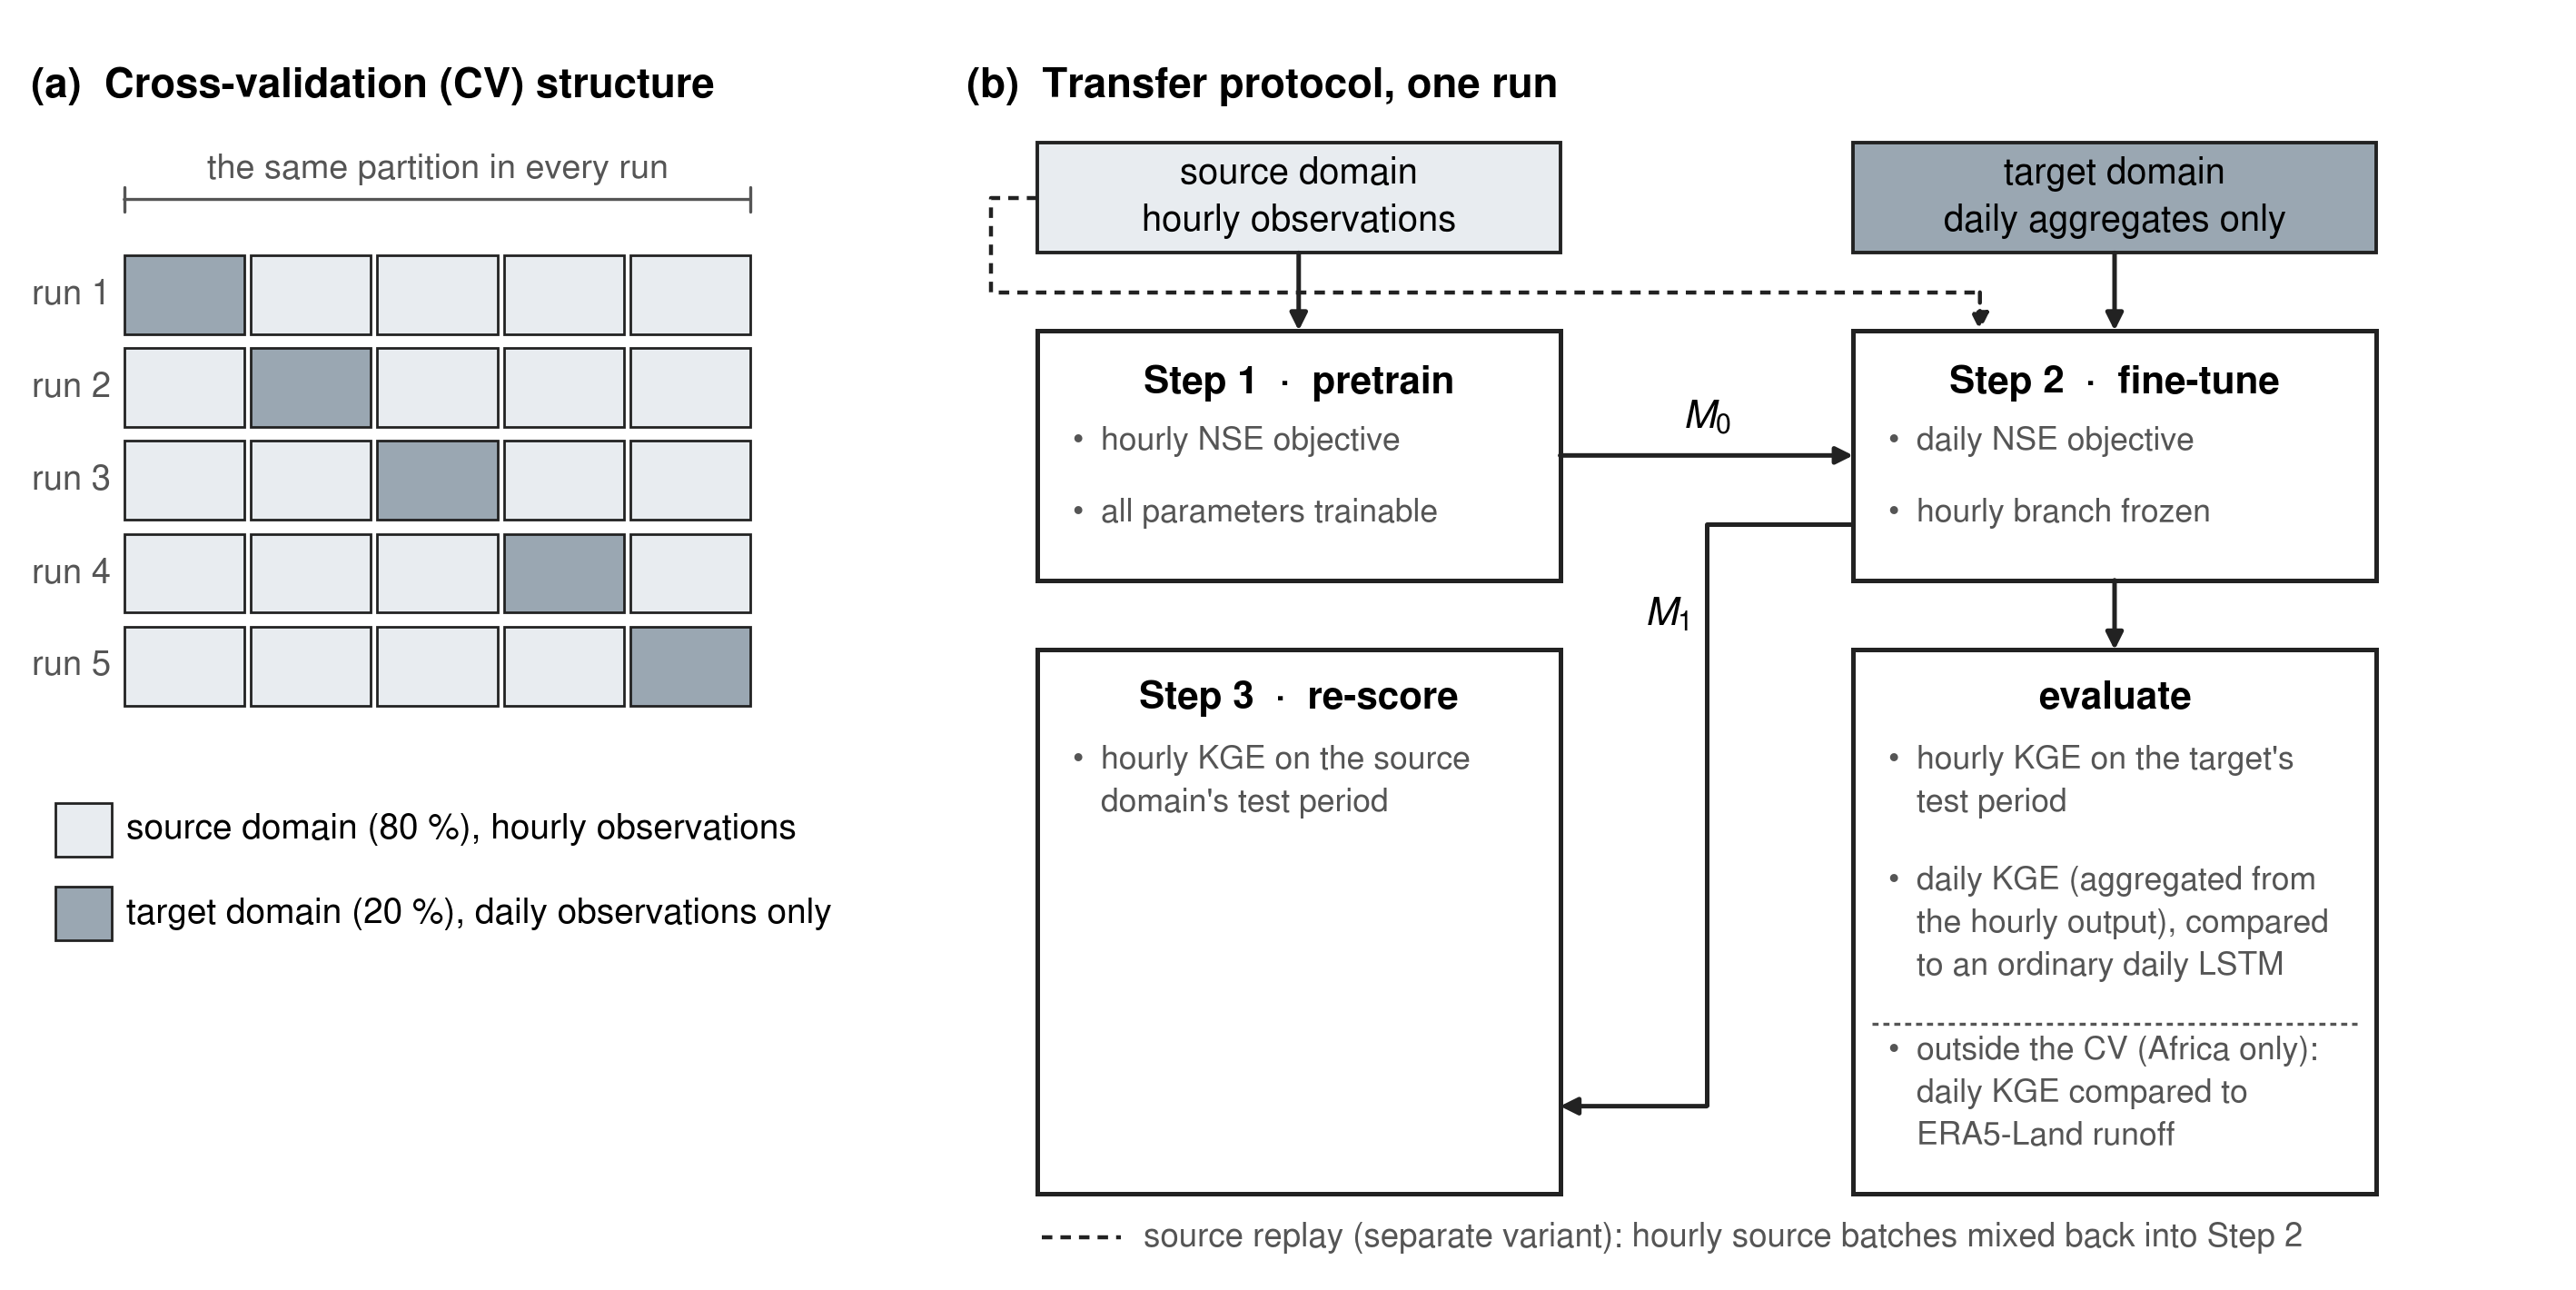 (a) Cross-validation (CV) structure
the same partition in every run
run 1
run 2
run 3
run 4
run 5
source domain (80 %), hourly observations
target domain (20 %), daily observations only
(b) Transfer protocol, one run
source domain
hourly observations
target domain
daily aggregates only
Step 1 · pretrain
• hourly NSE objective
• all parameters trainable
M0
Step 2 · fine-tune
• daily NSE objective
• hourly branch frozen
M1
Step 3 · re-score
• hourly KGE on the source
domain's test period
evaluate
• hourly KGE on the target's
test period
• daily KGE (aggregated from
the hourly output), compared
to an ordinary daily LSTM
• outside the CV (Africa only):
daily KGE compared to
ERA5-Land runoff
source replay (separate variant): hourly source batches mixed back into Step 2